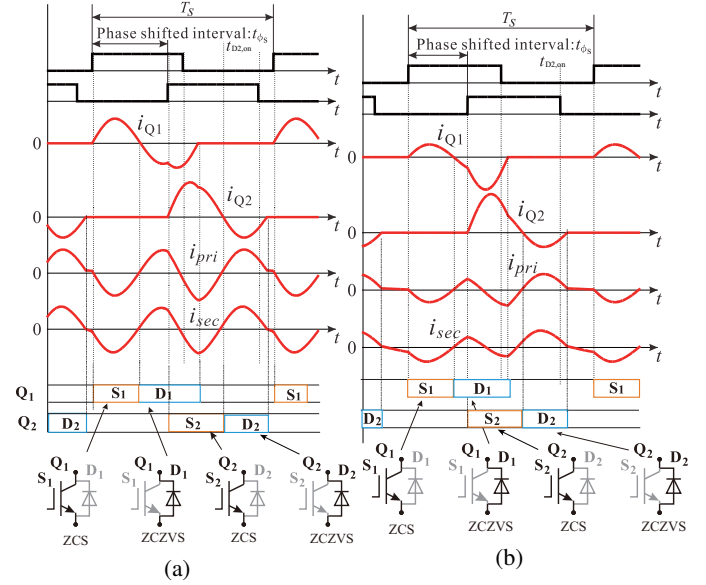 T_S
Phase shifted interval: t_ϕS
t_D2,on
t
t
i_Q1
0
t
i_Q2
0
t
i_pri
0
t
i_sec
0
t
Q1 S1 D1 S1
Q2 D2 S2 D2
Q1 D1 Q1 D1 Q2 D2 Q2 D2
S1 S1 S2 S2
ZCS ZCZVS ZCS ZCZVS
(a)
T_S
Phase shifted interval: t_ϕS
t_D2,on
t
t
i_Q1
0
t
i_Q2
0
t
i_pri
0
t
i_sec
0
t
S1 D1 S1
D2 S2 D2
Q1 D1 Q1 D1 Q2 D2 Q2 D2
S1 S1 S2 S2
ZCS ZCZVS ZCS ZCZVS
(b)